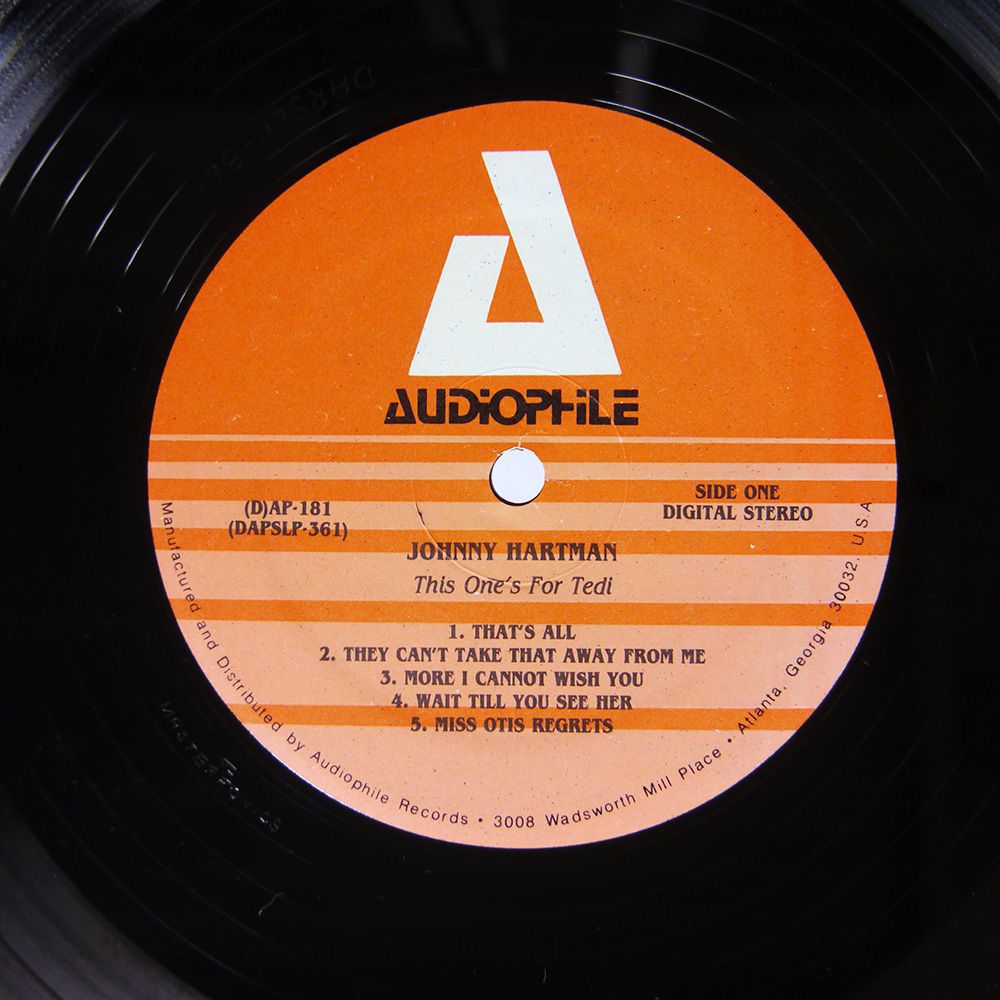 AUDIOPHILE
(D)AP-181
(DAPSLP-361)
SIDE ONE
DIGITAL STEREO
JOHNNY HARTMAN
This One's For Tedi
1. THAT'S ALL
2. THEY CAN'T TAKE THAT AWAY FROM ME
3. MORE I CANNOT WISH YOU
4. WAIT TILL YOU SEE HER
5. MISS OTIS REGRETS
Manufactured and Distributed by Audiophile Records • 3008 Wadsworth Mill Place • Atlanta, Georgia 30032, U.S.A